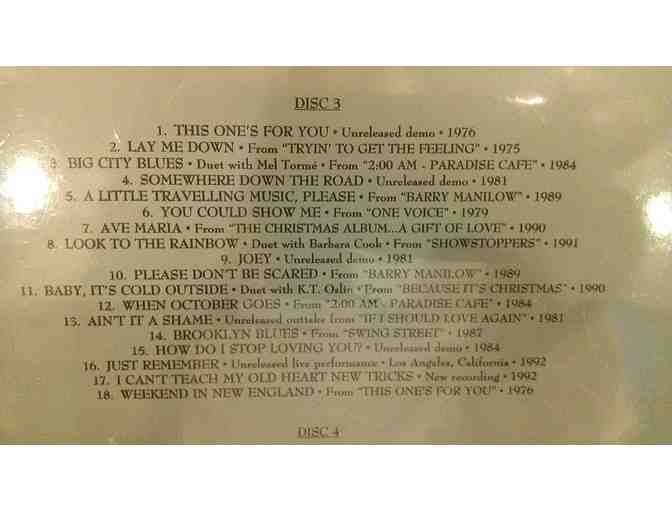 DISC 3
1. THIS ONE'S FOR YOU • Unreleased demo • 1976
2. LAY ME DOWN • From "TRYIN' TO GET THE FEELING" • 1975
3. BIG CITY BLUES • Duet with Mel Tormé • From "2:00 AM - PARADISE CAFE" • 1984
4. SOMEWHERE DOWN THE ROAD • Unreleased demo • 1981
5. A LITTLE TRAVELLING MUSIC, PLEASE • From "BARRY MANILOW" • 1989
6. YOU COULD SHOW ME • From "ONE VOICE" • 1979
7. AVE MARIA • From "THE CHRISTMAS ALBUM...A GIFT OF LOVE" • 1990
8. LOOK TO THE RAINBOW • Duet with Barbara Cook • From "SHOWSTOPPERS" • 1991
9. JOEY • Unreleased demo • 1981
10. PLEASE DON'T BE SCARED • From "BARRY MANILOW" • 1989
11. BABY, IT'S COLD OUTSIDE • Duet with K.T. Oslin • From "BECAUSE IT'S CHRISTMAS" • 1990
12. WHEN OCTOBER GOES • From "2:00 AM - PARADISE CAFE" • 1984
13. AIN'T IT A SHAME • Unreleased outtake from "IF I SHOULD LOVE AGAIN" • 1981
14. BROOKLYN BLUES • From "SWING STREET" • 1987
15. HOW DO I STOP LOVING YOU? • Unreleased demo • 1984
16. JUST REMEMBER • Unreleased live performance • Los Angeles, California • 1992
17. I CAN'T TEACH MY OLD HEART NEW TRICKS • New recording • 1992
18. WEEKEND IN NEW ENGLAND • From "THIS ONE'S FOR YOU" • 1976
DISC 4